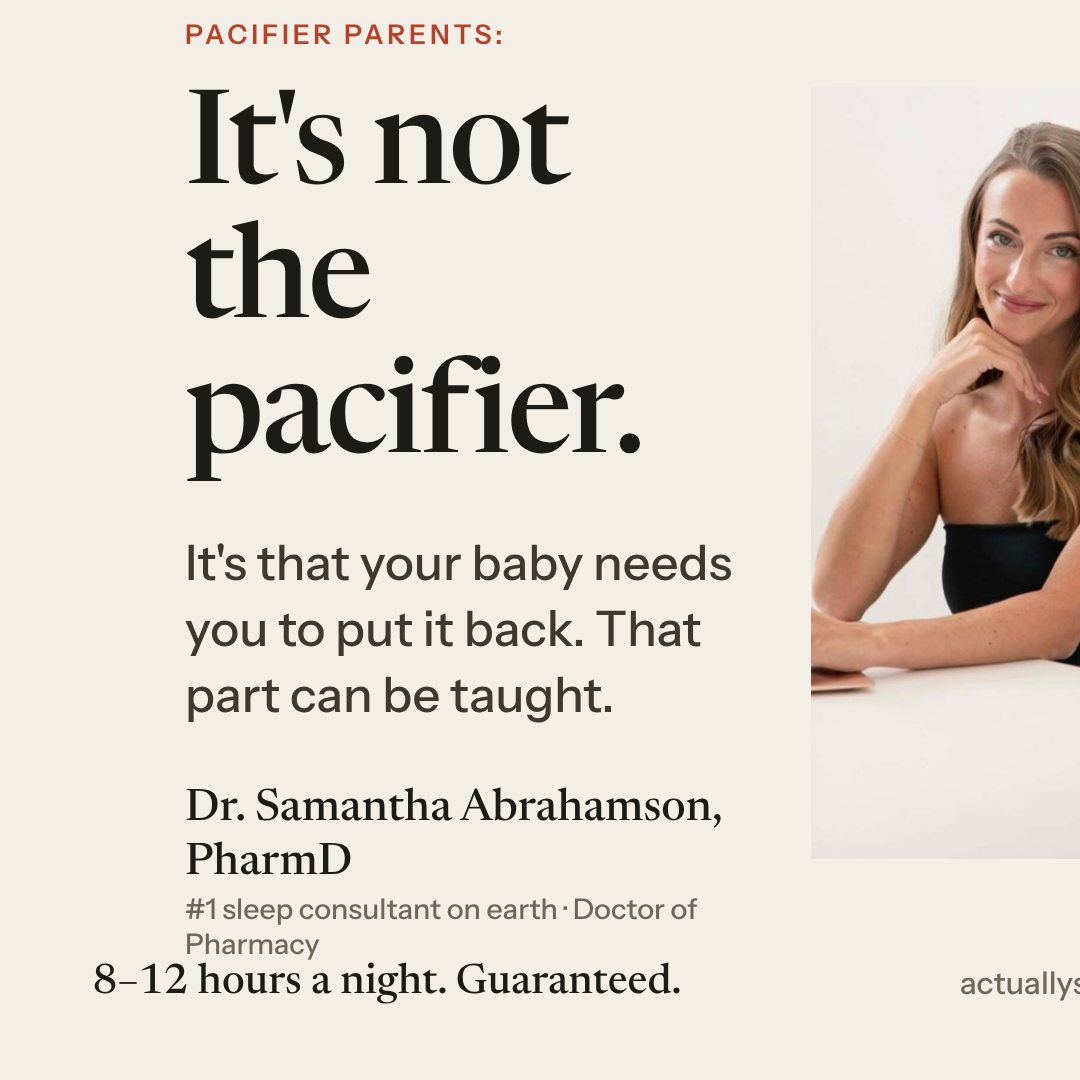 PACIFIER PARENTS:
It's not
the
pacifier.
It's that your baby needs
you to put it back. That
part can be taught.
Dr. Samantha Abrahamson,
PharmD
#1 sleep consultant on earth · Doctor of
Pharmacy
8–12 hours a night. Guaranteed.